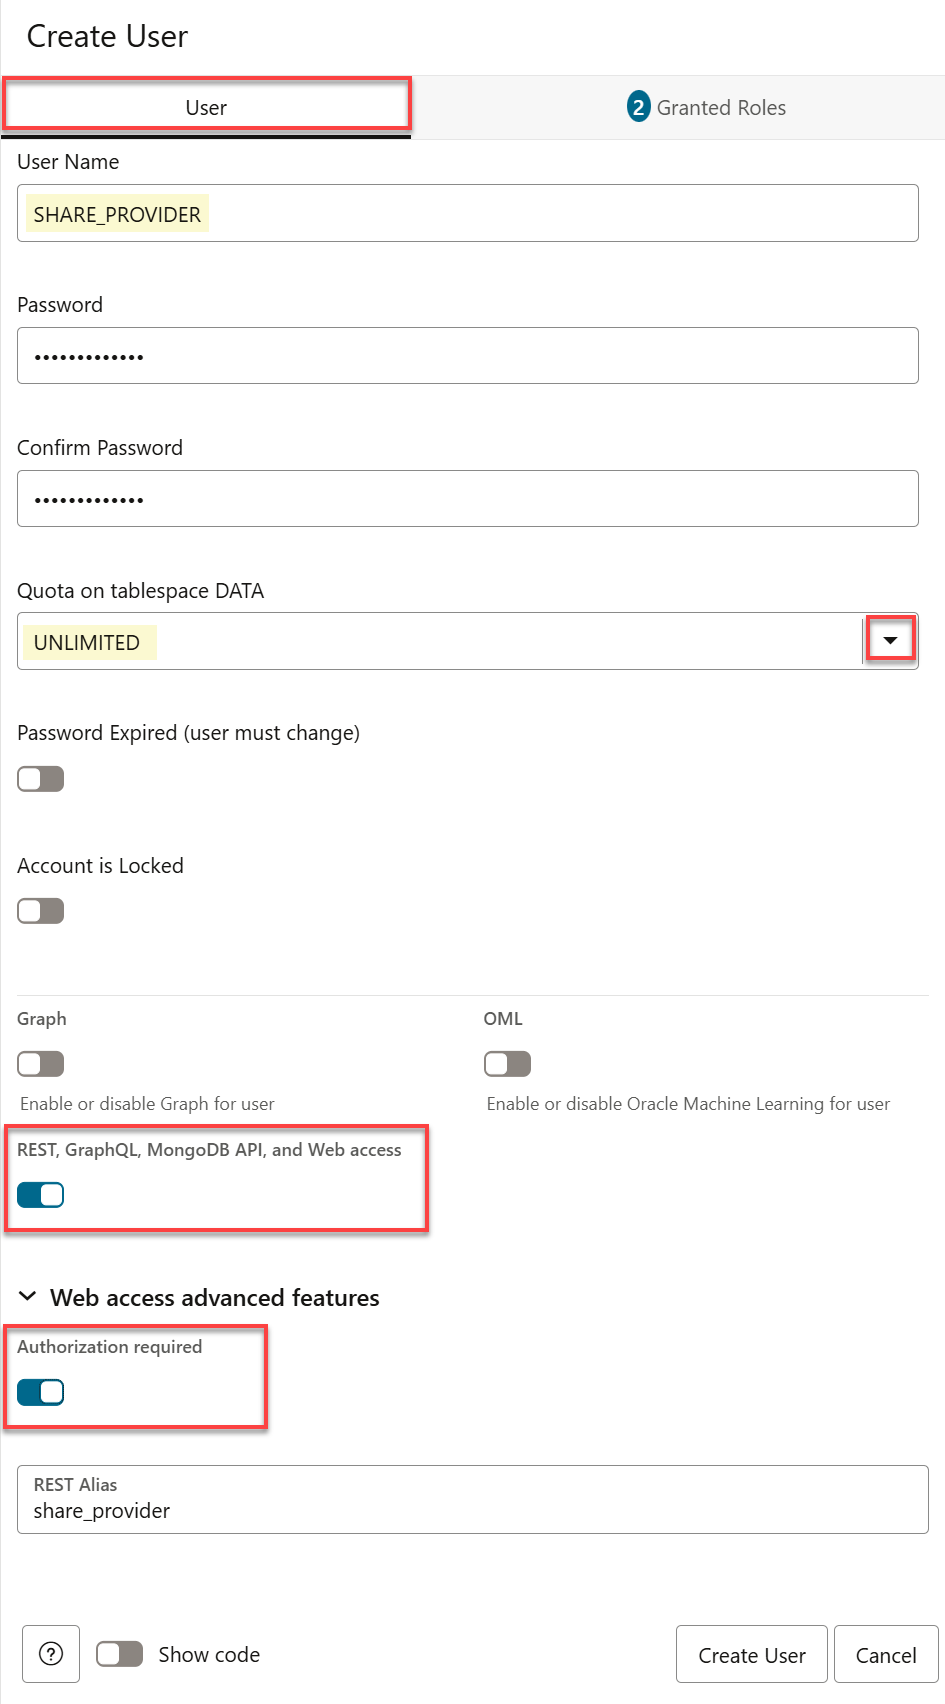 Create User
User
2 Granted Roles
User Name
SHARE_PROVIDER
Password
•••••••••••••
Confirm Password
•••••••••••••
Quota on tablespace DATA
UNLIMITED
Password Expired (user must change)
Account is Locked
Graph
OML
Enable or disable Graph for user
Enable or disable Oracle Machine Learning for user
REST, GraphQL, MongoDB API, and Web access
Web access advanced features
Authorization required
REST Alias
share_provider
?
Show code
Create User
Cancel